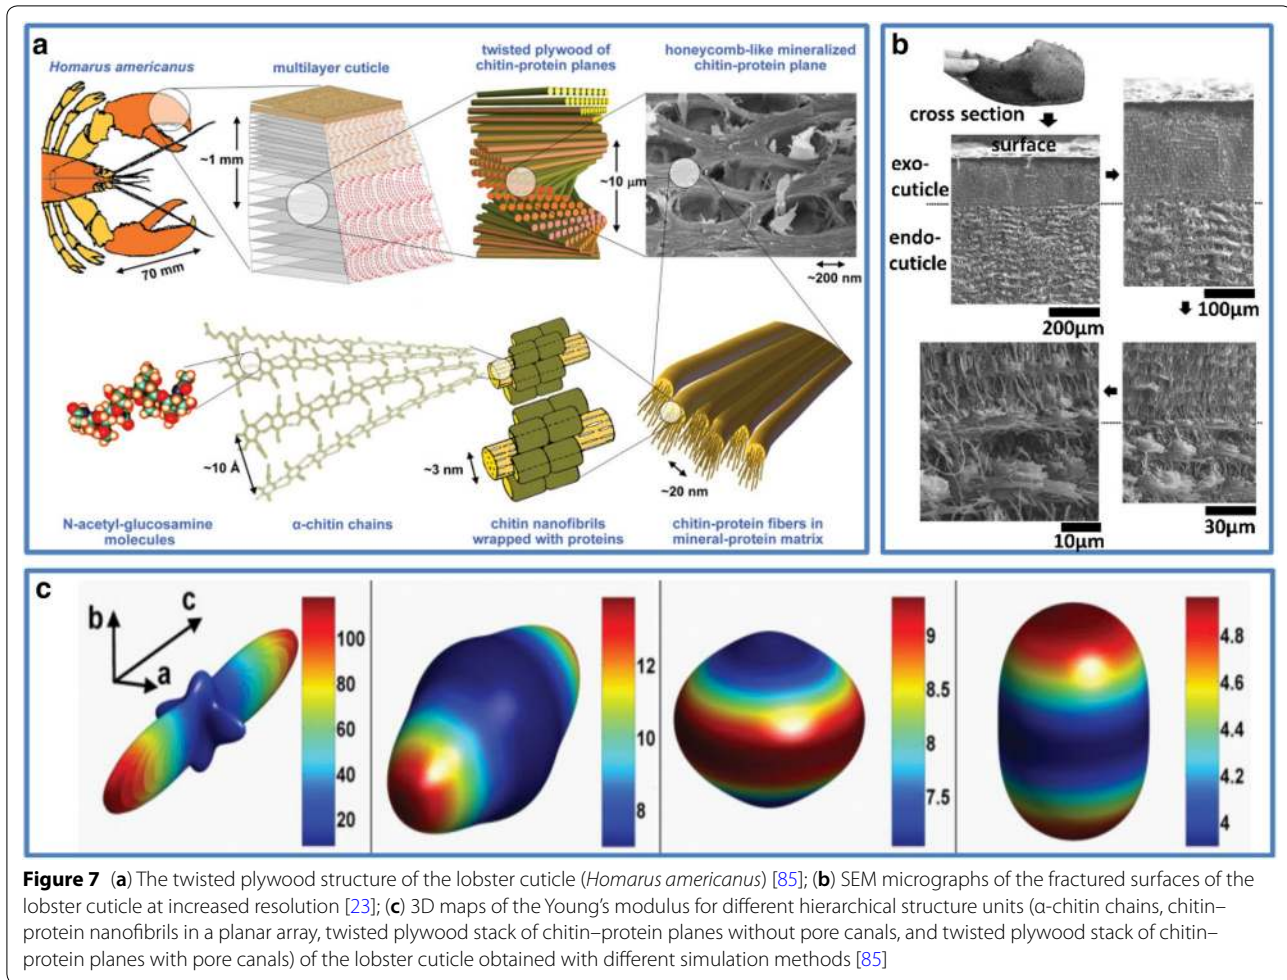 a
Homarus americanus
multilayer cuticle
twisted plywood of
chitin-protein planes
honeycomb-like mineralized
chitin-protein plane
~1 mm
70 mm
~10 μm
~200 nm
~10 Å
~3 nm
~20 nm
N-acetyl-glucosamine
molecules
α-chitin chains
chitin nanofibrils
wrapped with proteins
chitin-protein fibers in
mineral-protein matrix
b
cross section
surface
exo-
cuticle
endo-
cuticle
200μm
100μm
10μm
30μm
c
b
c
a
100
80
60
40
20
12
10
8
9
8.5
8
7.5
4.8
4.6
4.4
4.2
4
Figure 7 (a) The twisted plywood structure of the lobster cuticle (Homarus americanus) [85]; (b) SEM micrographs of the fractured surfaces of the
lobster cuticle at increased resolution [23]; (c) 3D maps of the Young's modulus for different hierarchical structure units (α-chitin chains, chitin–
protein nanofibrils in a planar array, twisted plywood stack of chitin–protein planes without pore canals, and twisted plywood stack of chitin–
protein planes with pore canals) of the lobster cuticle obtained with different simulation methods [85]